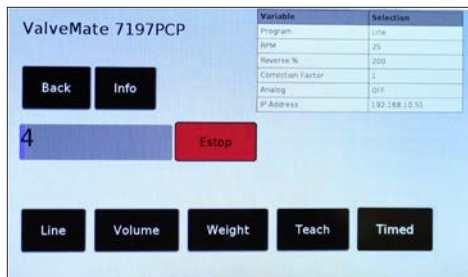 ValveMate 7197PCP
Variable Selection
Program Line
RPM 25
Reverse % 200
Correction Factor 1
Analog OFF
IP Address 192.168.10.51
Back Info
4
Estop
Line Volume Weight Teach Timed